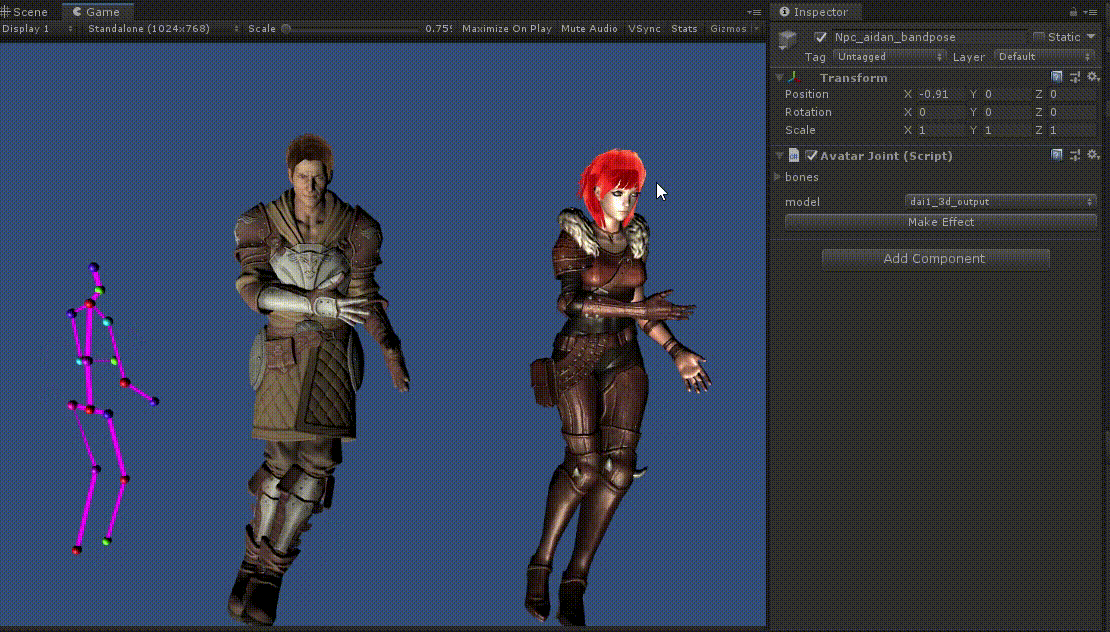 Scene Game
Display 1 Standalone (1024x768) Scale 0.75 Maximize On Play Mute Audio VSync Stats Gizmos
Inspector
Npc_aidan_bandpose Static
Tag Untagged Layer Default
Transform
Position X -0.91 Y 0 Z 0
Rotation X 0 Y 0 Z 0
Scale X 1 Y 1 Z 1
Avatar Joint (Script)
bones
model dai1_3d_output
Make Effect
Add Component